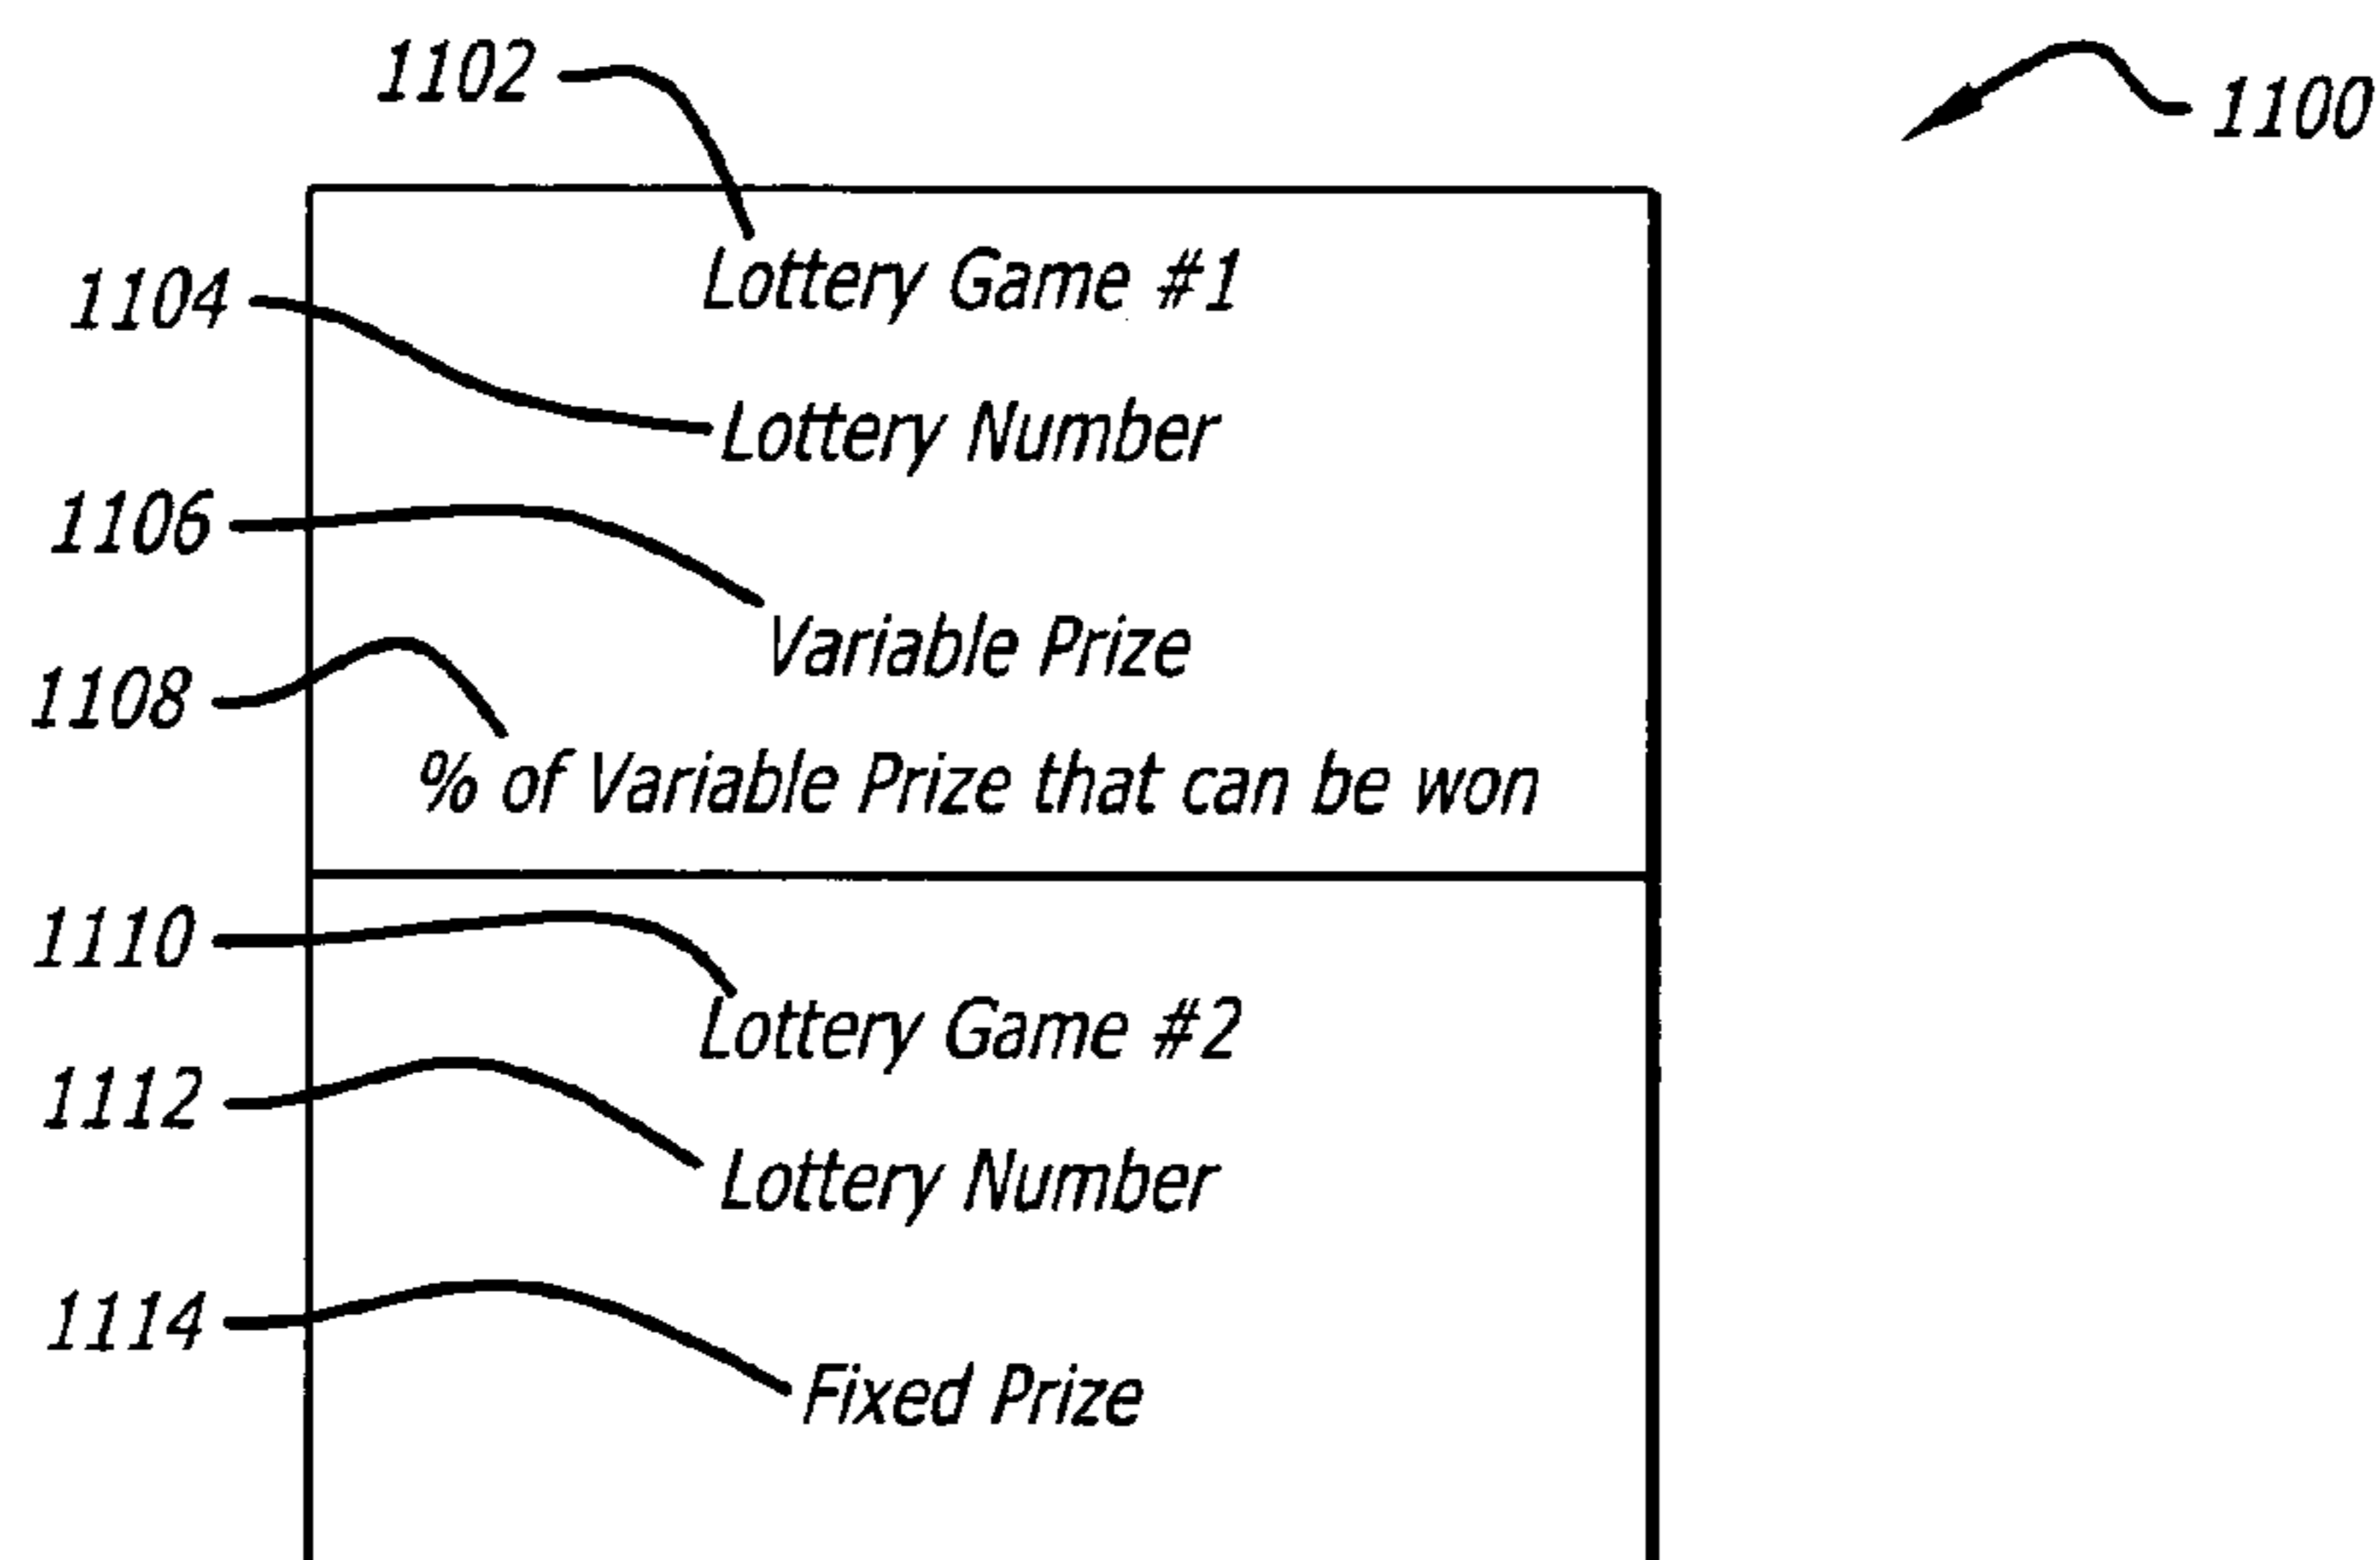 1102
1100
Lottery Game #1
1104
Lottery Number
1106
Variable Prize
1108
% of Variable Prize that can be won
1110
Lottery Game #2
1112
Lottery Number
1114
Fixed Prize